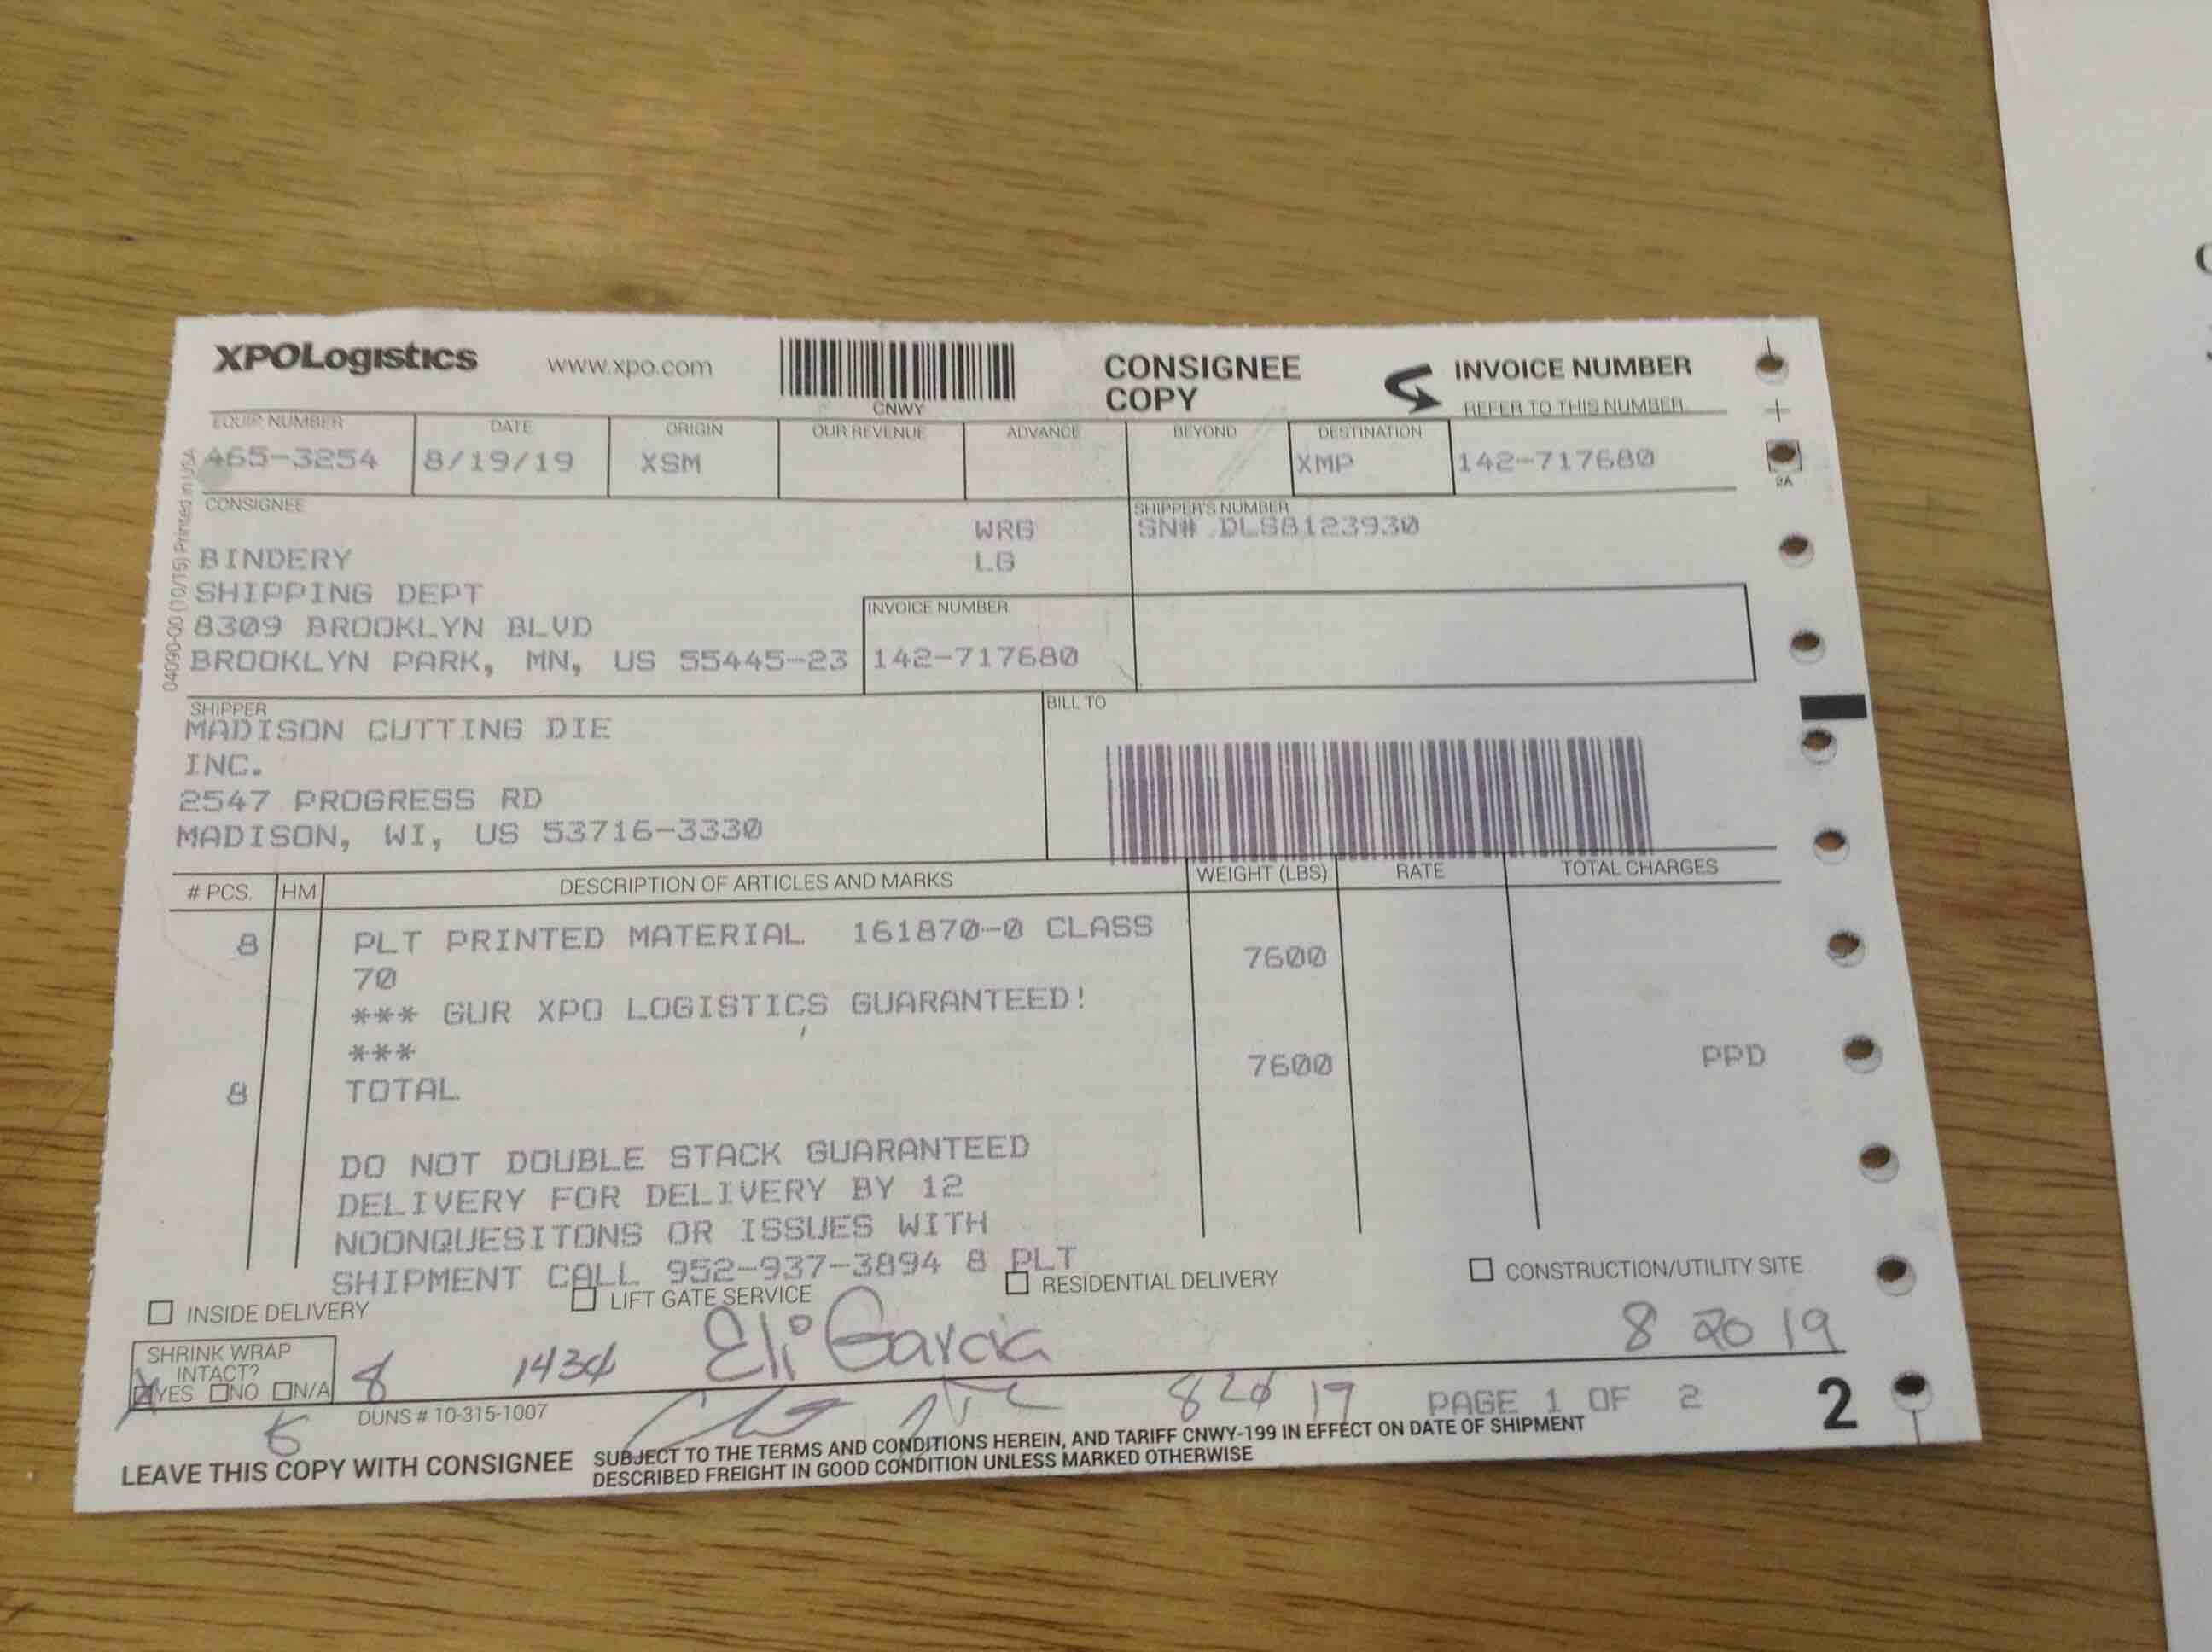 XPOLogistics www.xpo.com CONSIGNEE COPY INVOICE NUMBER
CNWY REFER TO THIS NUMBER
EQUIP NUMBER DATE ORIGIN OUR REVENUE ADVANCE BEYOND DESTINATION
465-3254 8/19/19 XSM XMP 142-717680
2A
04090-00 (10/15) Printed in USA
CONSIGNEE SHIPPER'S NUMBER
WRG SN# DLS8123930
BINDERY LG
SHIPPING DEPT
8309 BROOKLYN BLVD INVOICE NUMBER
BROOKLYN PARK, MN, US 55445-23 142-717680
SHIPPER BILL TO
MADISON CUTTING DIE
INC.
2547 PROGRESS RD
MADISON, WI, US 53716-3330
# PCS. HM DESCRIPTION OF ARTICLES AND MARKS WEIGHT (LBS) RATE TOTAL CHARGES
8 PLT PRINTED MATERIAL 161870-0 CLASS 7600
70
*** GUR XPO LOGISTICS GUARANTEED!
*** 7600 PPD
8 TOTAL
DO NOT DOUBLE STACK GUARANTEED
DELIVERY FOR DELIVERY BY 12
NOONQUESITONS OR ISSUES WITH
SHIPMENT CALL 952-937-3894 8 PLT
INSIDE DELIVERY LIFT GATE SERVICE RESIDENTIAL DELIVERY CONSTRUCTION/UTILITY SITE
SHRINK WRAP
INTACT?
YES NO N/A 8 1434 Eli Garcia 8 20 19
DUNS # 10-315-1007 8 20 19 PAGE 1 OF 2 2
LEAVE THIS COPY WITH CONSIGNEE SUBJECT TO THE TERMS AND CONDITIONS HEREIN, AND TARIFF CNWY-199 IN EFFECT ON DATE OF SHIPMENT
DESCRIBED FREIGHT IN GOOD CONDITION UNLESS MARKED OTHERWISE